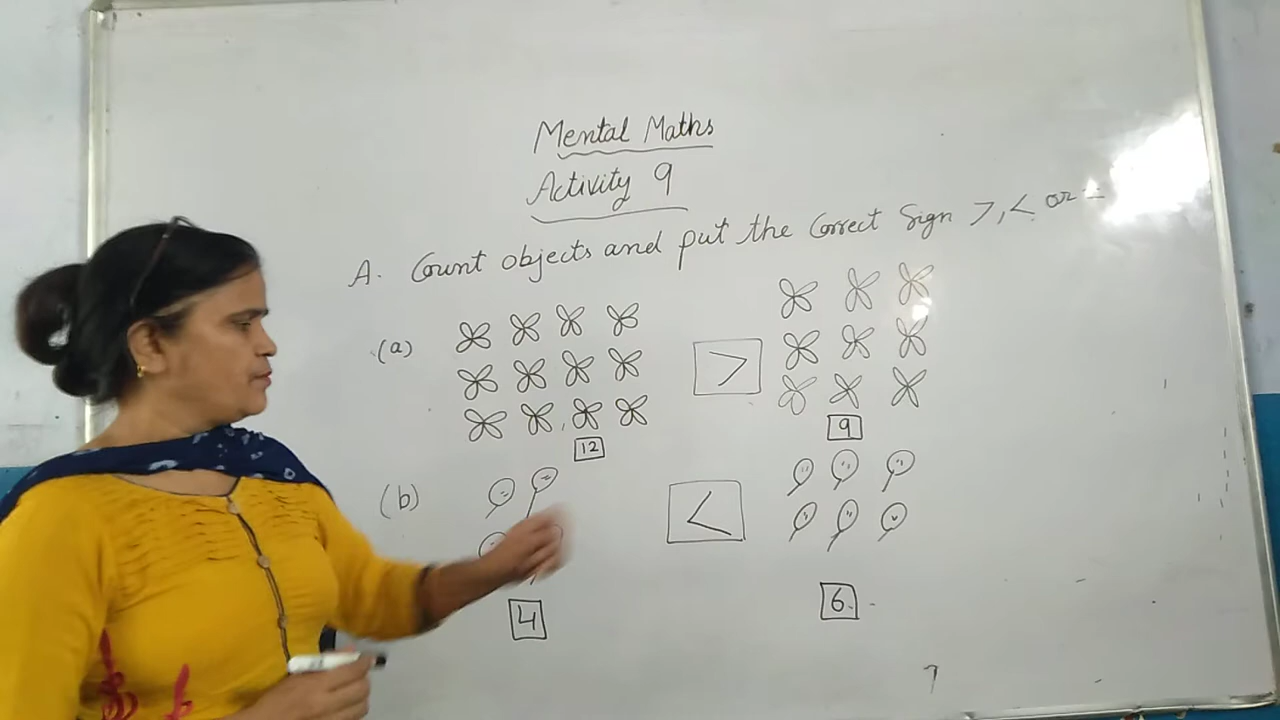 Mental Maths
Activity 9
A. Count objects and put the Correct Sign >, < or =
(a) > 
12 9
(b) <
4 6